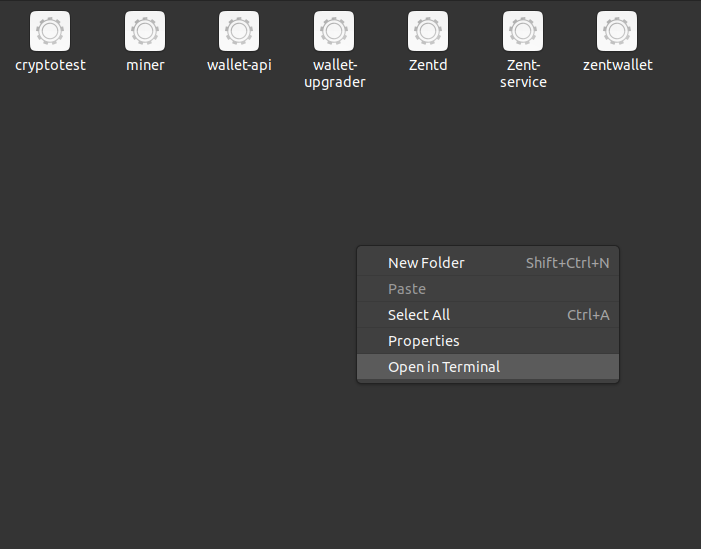 cryptotest
miner
wallet-api
wallet-
upgrader
Zentd
Zent-
service
zentwallet
New Folder Shift+Ctrl+N
Paste
Select All Ctrl+A
Properties
Open in Terminal